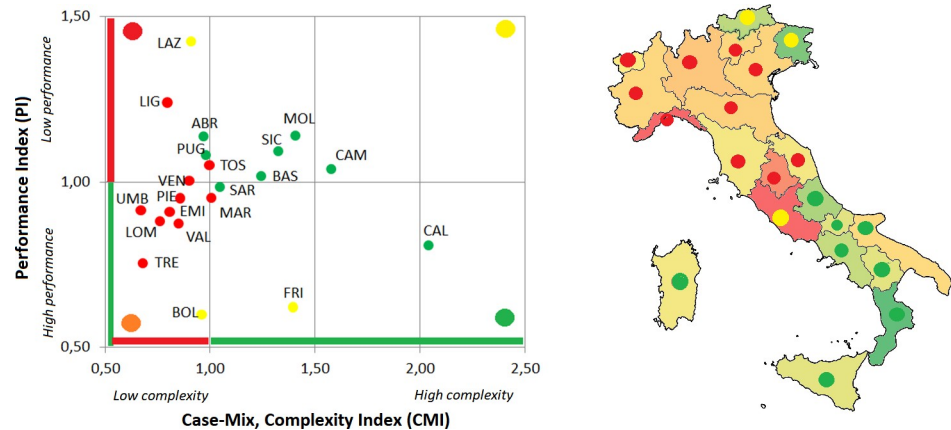 1,50
LAZ
LIG
ABR
MOL
PUG
SIC
CAM
TOS
BAS
1,00
VEN
SAR
UMB
PIE
EMI
MAR
LOM
VAL
CAL
TRE
FRI
BOL
0,50
0,00
1,00
1,50
2,00
2,50
Performance Index (PI)
Low performance
High performance
Low complexity
High complexity
Case-Mix, Complexity Index (CMI)